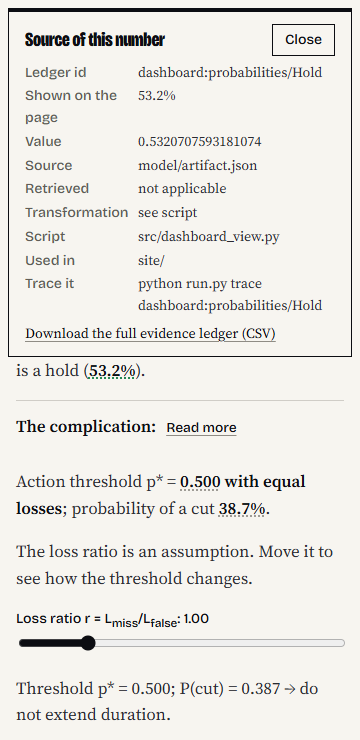 Source of this number
Close
Ledger id dashboard:probabilities/Hold
Shown on the page 53.2%
Value 0.5320707593181074
Source model/artifact.json
Retrieved not applicable
Transformation see script
Script src/dashboard_view.py
Used in site/
Trace it python run.py trace
dashboard:probabilities/Hold
Download the full evidence ledger (CSV)
is a hold (53.2%).
The complication: Read more
Action threshold p* = 0.500 with equal
losses; probability of a cut 38.7%.
The loss ratio is an assumption. Move it to
see how the threshold changes.
Loss ratio r = Lmiss/Lfalse: 1.00
Threshold p* = 0.500; P(cut) = 0.387 → do
not extend duration.